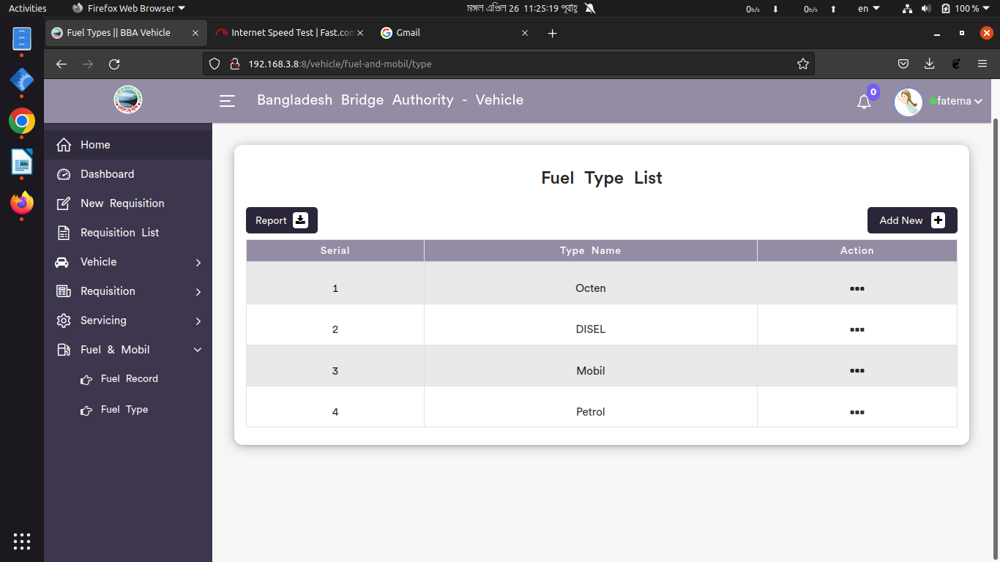 Activities Firefox Web Browser মঙ্গল এপ্রিল 26 11:25:19 পূর্বাহ্ণ 0b/s 0b/s en 100 %
Fuel Types || BBA Vehicle Internet Speed Test | Fast.com Gmail
192.168.3.8:8/vehicle/fuel-and-mobil/type
Bangladesh Bridge Authority - Vehicle 0 fatema
Home
Dashboard
New Requisition
Requisition List
Vehicle
Requisition
Servicing
Fuel & Mobil
Fuel Record
Fuel Type
Fuel Type List
Report Add New
Serial Type Name Action
1 Octen
2 DISEL
3 Mobil
4 Petrol